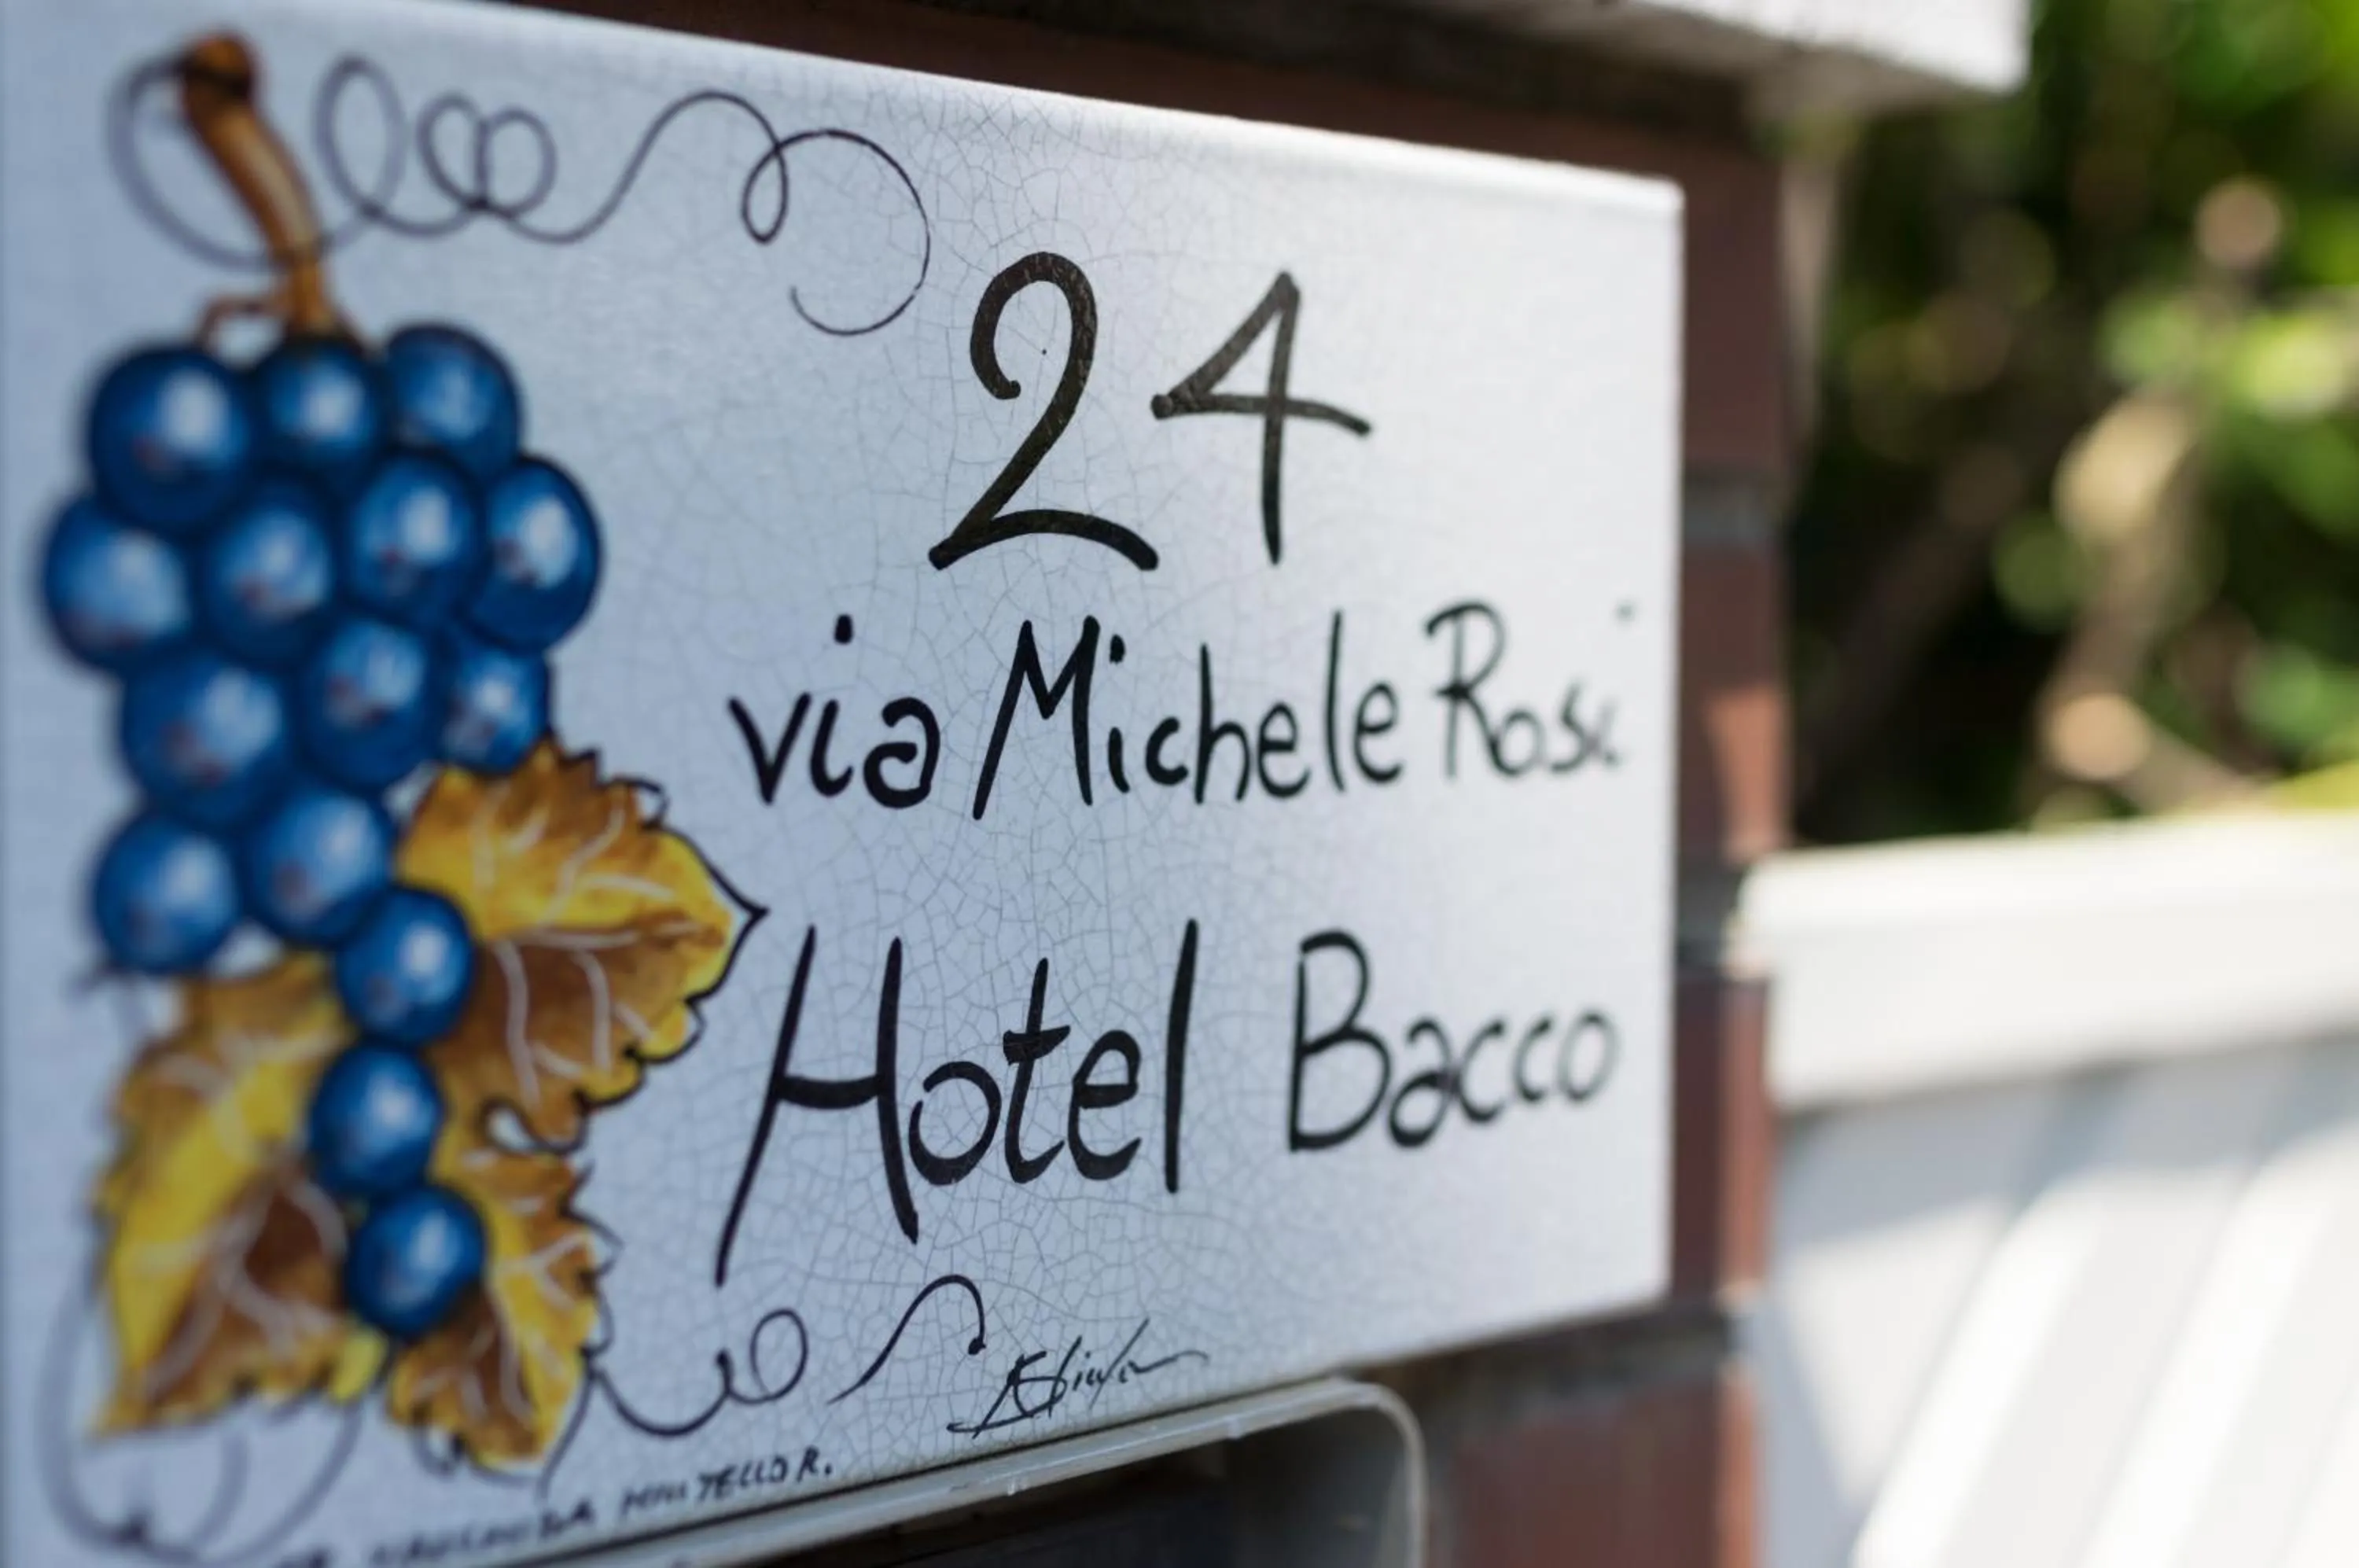 24
via Michele Rosi
Hotel Bacco
R.